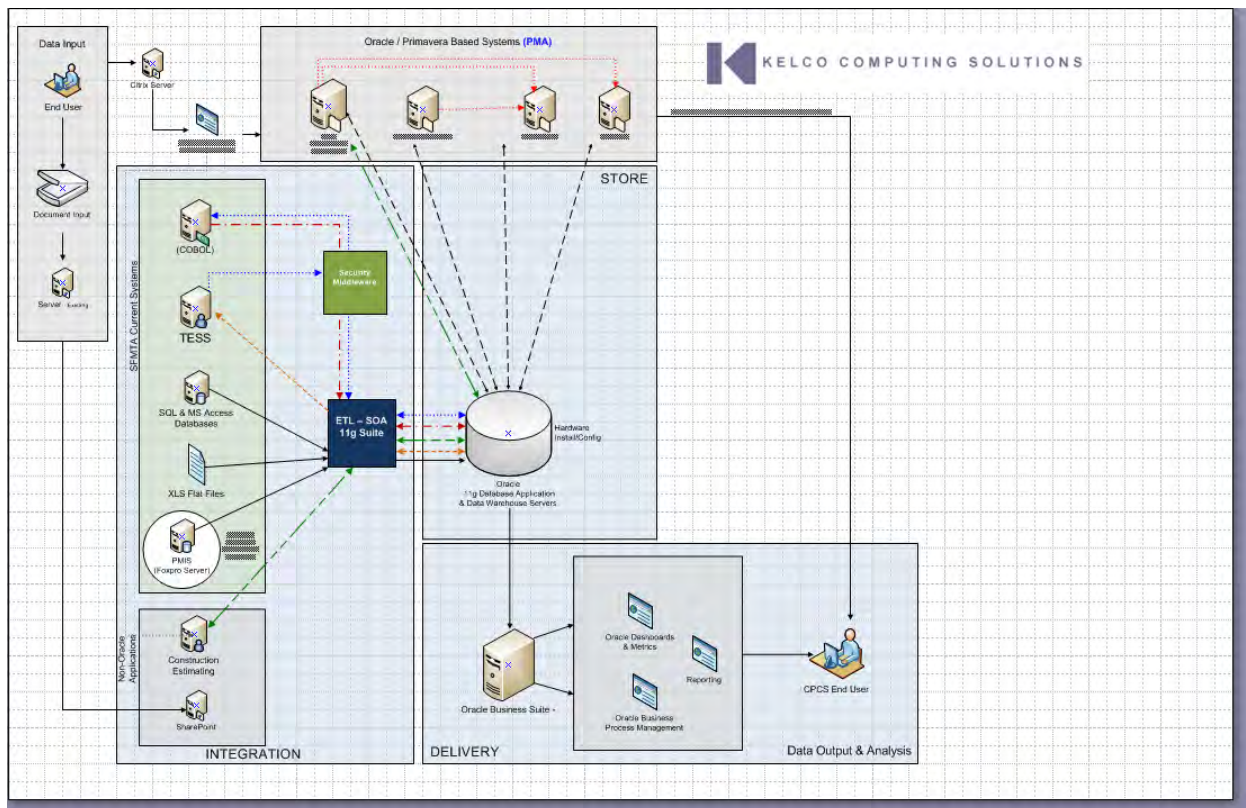 Data Input
End User
Document Input
Server Existing
Citrix Server
Oracle / Primavera Based Systems (PMA)
KELCO COMPUTING SOLUTIONS
SFMTA Current Systems
(COBOL)
TESS
SQL & MS Access
Databases
XLS Flat Files
PMIS
(Foxpro Server)
Security
Middleware
ETL – SOA
11g Suite
Non-Oracle
Applications
Construction
Estimating
SharePoint
INTEGRATION
STORE
Hardware
Install/Config
Oracle
11g Database Application
& Data Warehouse Servers
Oracle Business Suite -
Oracle Dashboards
& Metrics
Reporting
Oracle Business
Process Management
CPCS End User
DELIVERY
Data Output & Analysis